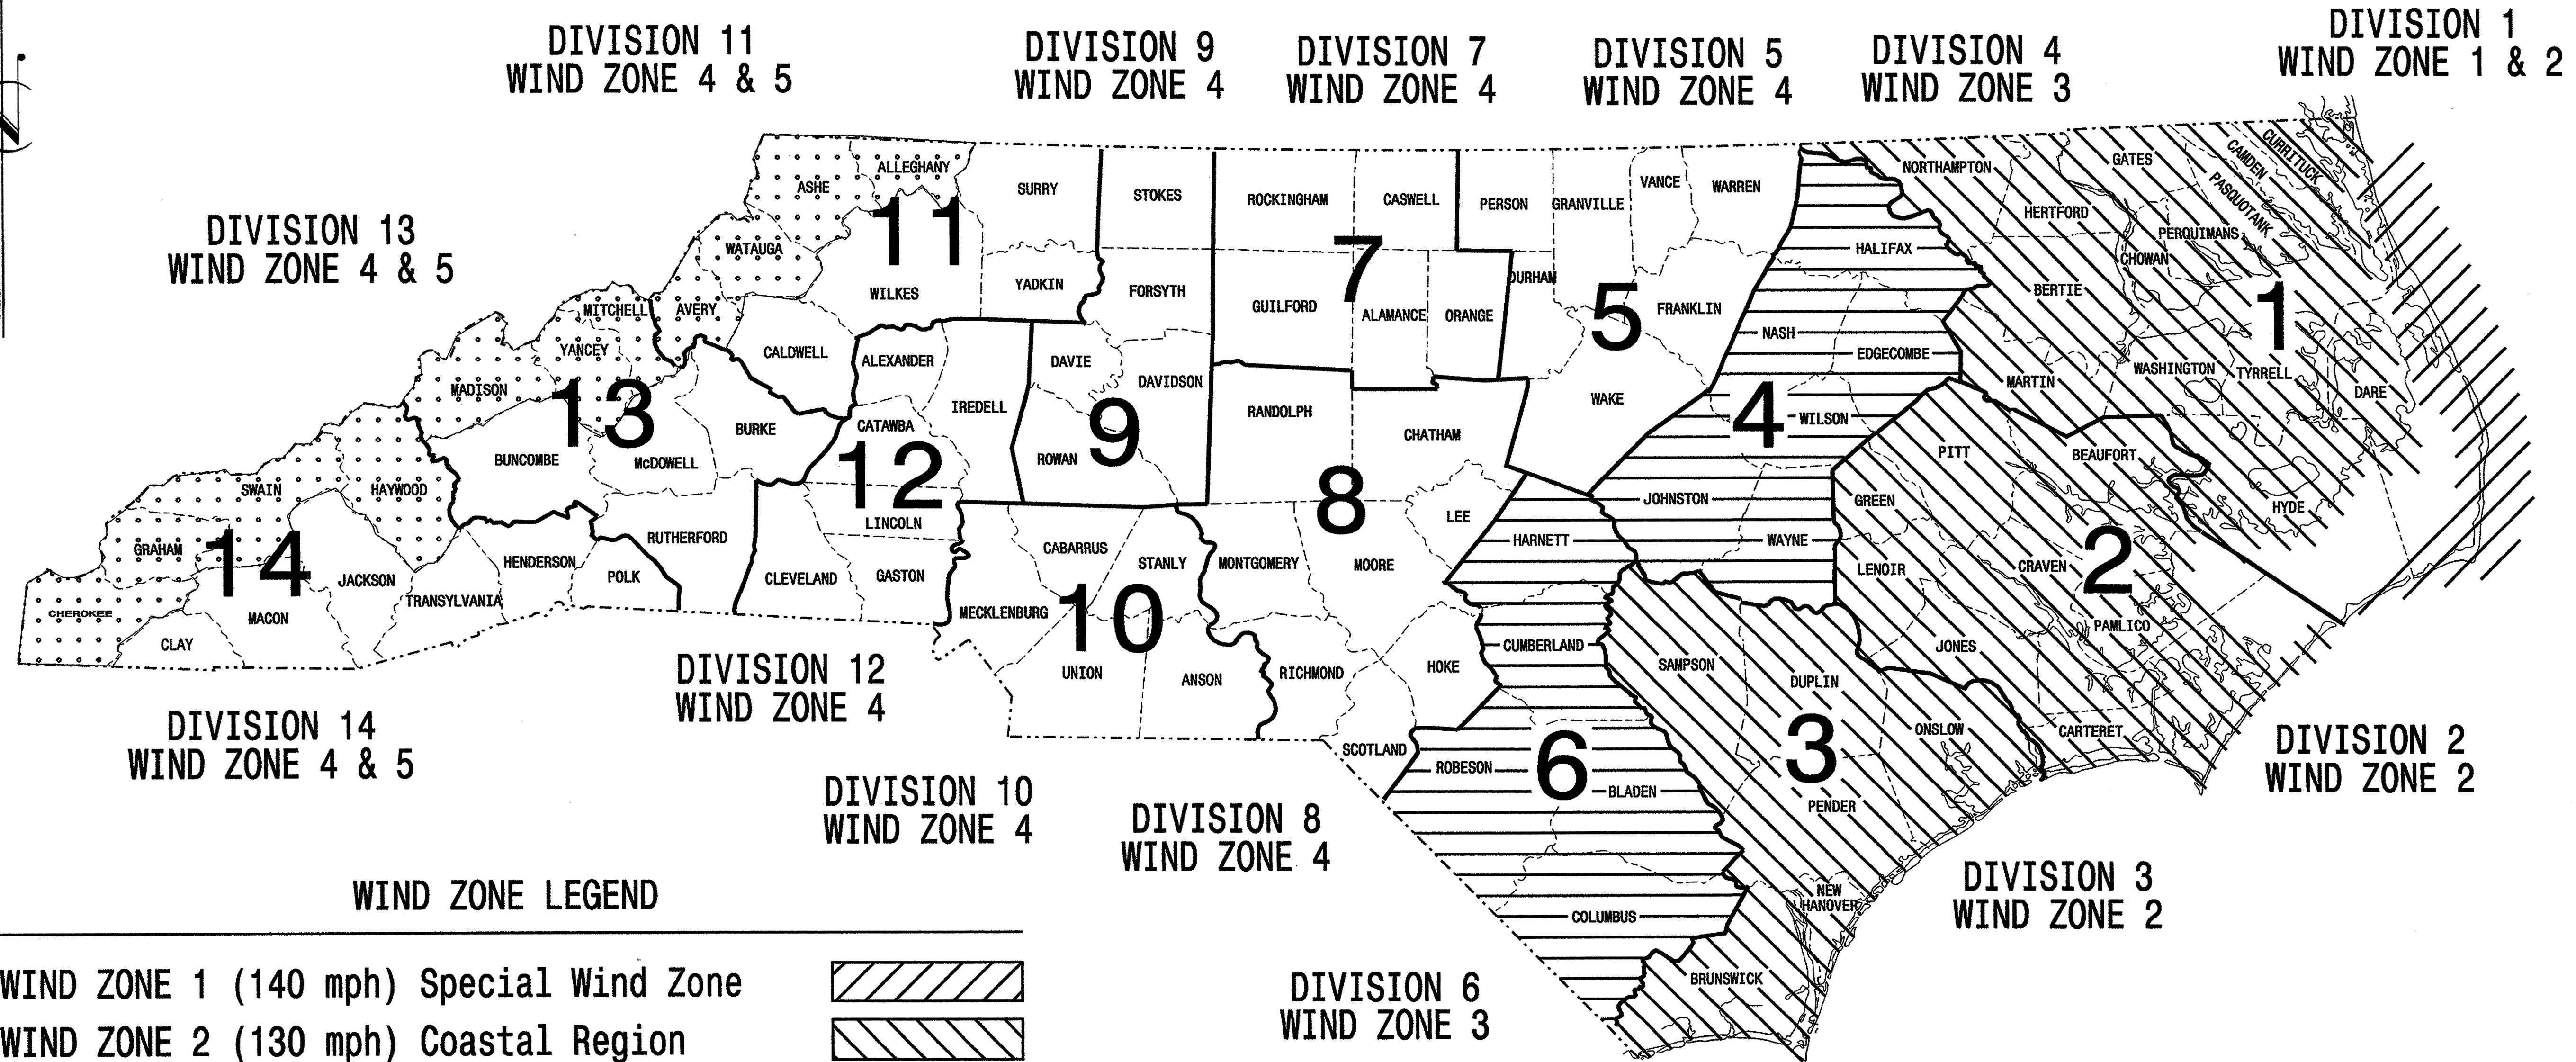 DIVISION 11
WIND ZONE 4 & 5
DIVISION 9
WIND ZONE 4
DIVISION 7
WIND ZONE 4
DIVISION 5
WIND ZONE 4
DIVISION 4
WIND ZONE 3
DIVISION 1
WIND ZONE 1 & 2
DIVISION 13
WIND ZONE 4 & 5
ASHE
ALLEGHANY
SURRY
STOKES
ROCKINGHAM
CASWELL
PERSON
GRANVILLE
VANCE
WARREN
NORTHAMPTON
GATES
CAMDEN
CURRITUCK
PASQUOTANK
HERTFORD
PERQUIMANS
CHOWAN
WATAUGA
11
WILKES
YADKIN
FORSYTH
7
GUILFORD
ALAMANCE
ORANGE
DURHAM
5
FRANKLIN
HALIFAX
BERTIE
1
MITCHELL
AVERY
YANCEY
CALDWELL
ALEXANDER
DAVIE
DAVIDSON
NASH
EDGECOMBE
MARTIN
WASHINGTON
TYRRELL
DARE
MADISON
13
BURKE
IREDELL
CATAWBA
9
ROWAN
RANDOLPH
CHATHAM
WAKE
4
WILSON
PITT
BEAUFORT
HYDE
BUNCOMBE
McDOWELL
12
LINCOLN
8
LEE
JOHNSTON
GREEN
SWAIN
HAYWOOD
GRAHAM
14
JACKSON
HENDERSON
RUTHERFORD
POLK
CLEVELAND
GASTON
CABARRUS
STANLY
MONTGOMERY
MOORE
HARNETT
WAYNE
LENOIR
CRAVEN
2
CHEROKEE
MACON
CLAY
TRANSYLVANIA
MECKLENBURG
10
UNION
ANSON
RICHMOND
HOKE
CUMBERLAND
SAMPSON
DUPLIN
JONES
PAMLICO
SCOTLAND
ROBESON
6
BLADEN
3
PENDER
ONSLOW
CARTERET
COLUMBUS
NEW
HANOVER
BRUNSWICK
DIVISION 14
WIND ZONE 4 & 5
DIVISION 12
WIND ZONE 4
DIVISION 10
WIND ZONE 4
DIVISION 8
WIND ZONE 4
DIVISION 2
WIND ZONE 2
DIVISION 3
WIND ZONE 2
DIVISION 6
WIND ZONE 3
WIND ZONE LEGEND
WIND ZONE 1 (140 mph) Special Wind Zone
WIND ZONE 2 (130 mph) Coastal Region